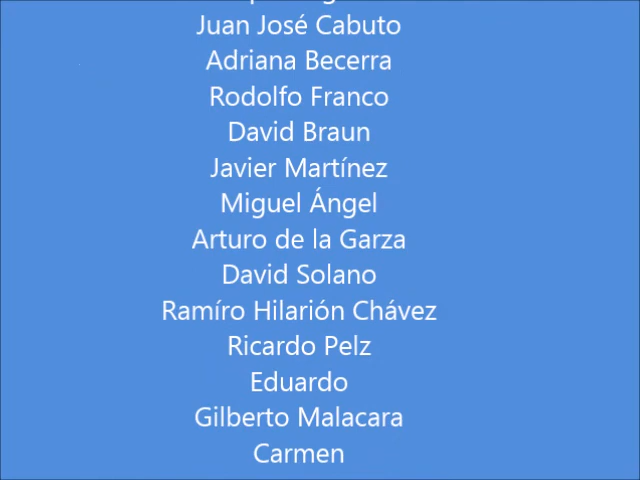 Juan José Cabuto
Adriana Becerra
Rodolfo Franco
David Braun
Javier Martínez
Miguel Ángel
Arturo de la Garza
David Solano
Ramíro Hilarión Chávez
Ricardo Pelz
Eduardo
Gilberto Malacara
Carmen